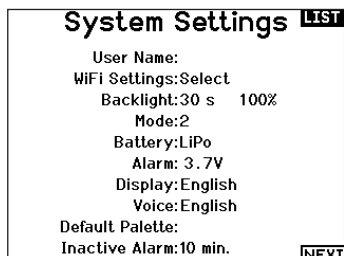 System Settings LIST
User Name:
WiFi Settings:Select
Backlight:30 s 100%
Mode:2
Battery:LiPo
Alarm: 3.7V
Display:English
Voice:English
Default Palette:
Inactive Alarm:10 min.
NEXT